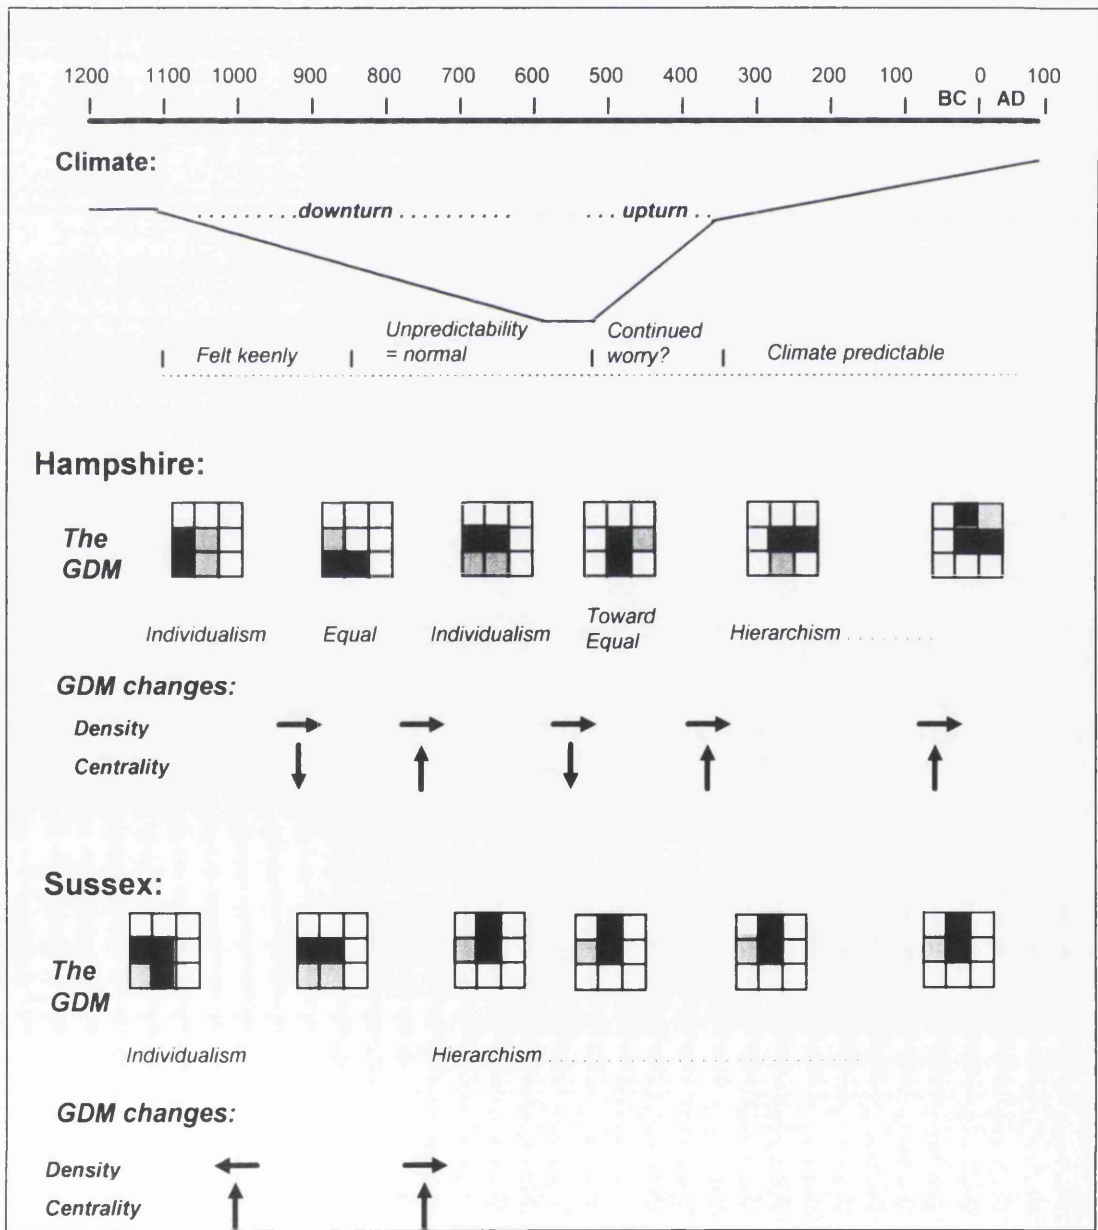 1200 1100 1000 900 800 700 600 500 400 300 200 100 0 100
BC AD
Climate:
downturn
upturn
Unpredictability
= normal
Continued
worry?
Felt keenly
Climate predictable
Hampshire:
The
GDM
Individualism
Equal
Individualism
Toward
Equal
Hierarchism
GDM changes:
Density
Centrality
Sussex:
The
GDM
Individualism
Hierarchism
GDM changes:
Density
Centrality